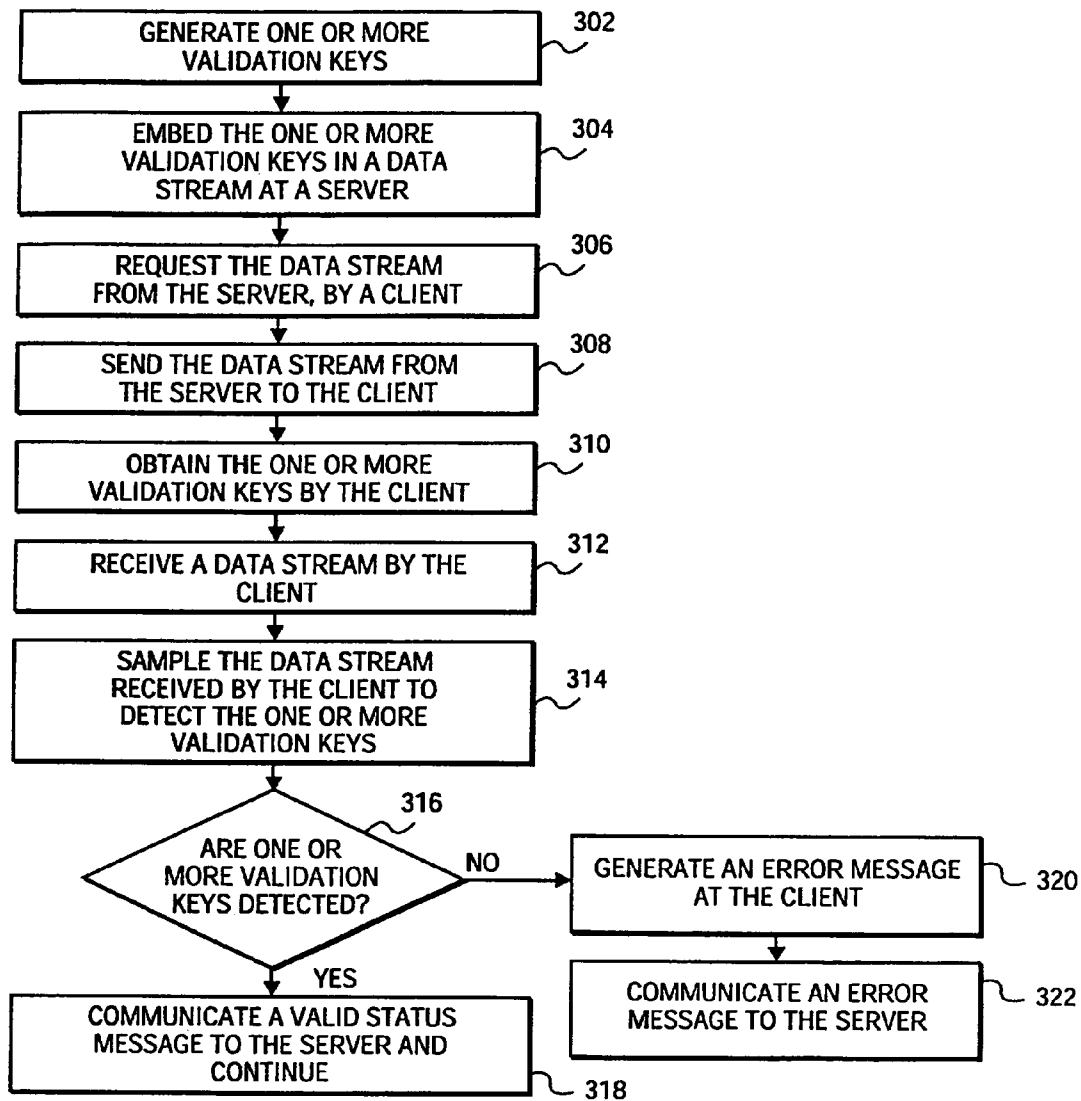 GENERATE ONE OR MORE
VALIDATION KEYS
302
EMBED THE ONE OR MORE
VALIDATION KEYS IN A DATA
STREAM AT A SERVER
304
REQUEST THE DATA STREAM
FROM THE SERVER, BY A CLIENT
306
SEND THE DATA STREAM FROM
THE SERVER TO THE CLIENT
308
OBTAIN THE ONE OR MORE
VALIDATION KEYS BY THE CLIENT
310
RECEIVE A DATA STREAM BY THE
CLIENT
312
SAMPLE THE DATA STREAM
RECEIVED BY THE CLIENT TO
DETECT THE ONE OR MORE
VALIDATION KEYS
314
ARE ONE OR
MORE VALIDATION
KEYS DETECTED?
316
NO
GENERATE AN ERROR MESSAGE
AT THE CLIENT
320
COMMUNICATE AN ERROR
MESSAGE TO THE SERVER
322
YES
COMMUNICATE A VALID STATUS
MESSAGE TO THE SERVER AND
CONTINUE
318